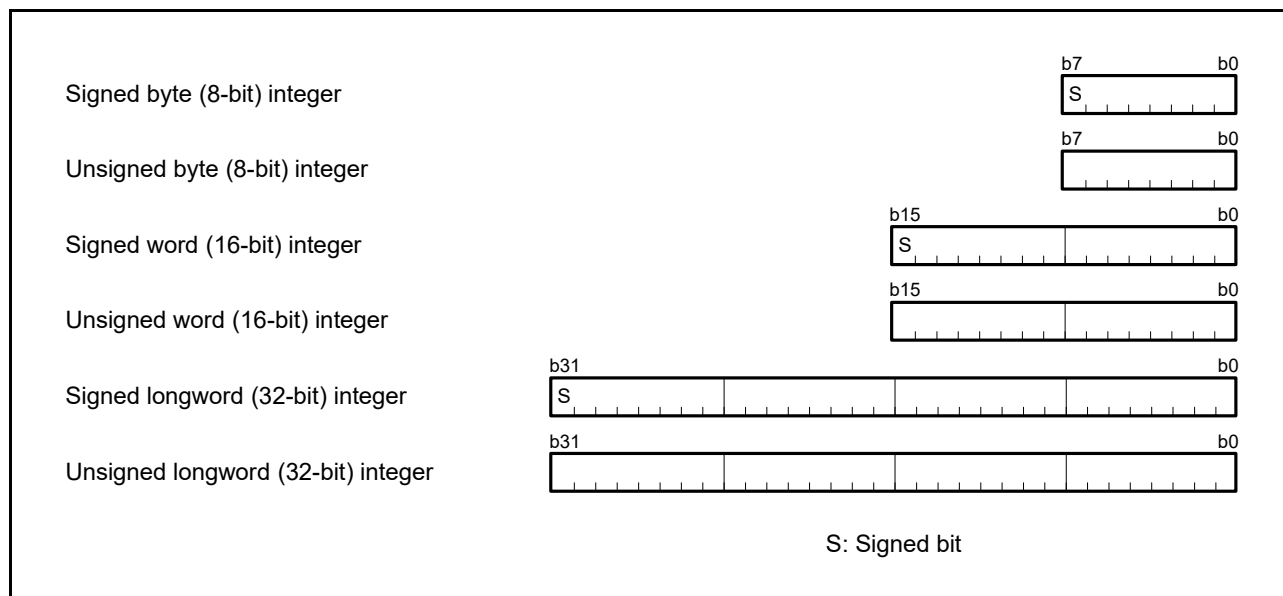 b7 b0
Signed byte (8-bit) integer S
b7 b0
Unsigned byte (8-bit) integer
b15 b0
Signed word (16-bit) integer S
b15 b0
Unsigned word (16-bit) integer
b31 b0
Signed longword (32-bit) integer S
b31 b0
Unsigned longword (32-bit) integer
S: Signed bit